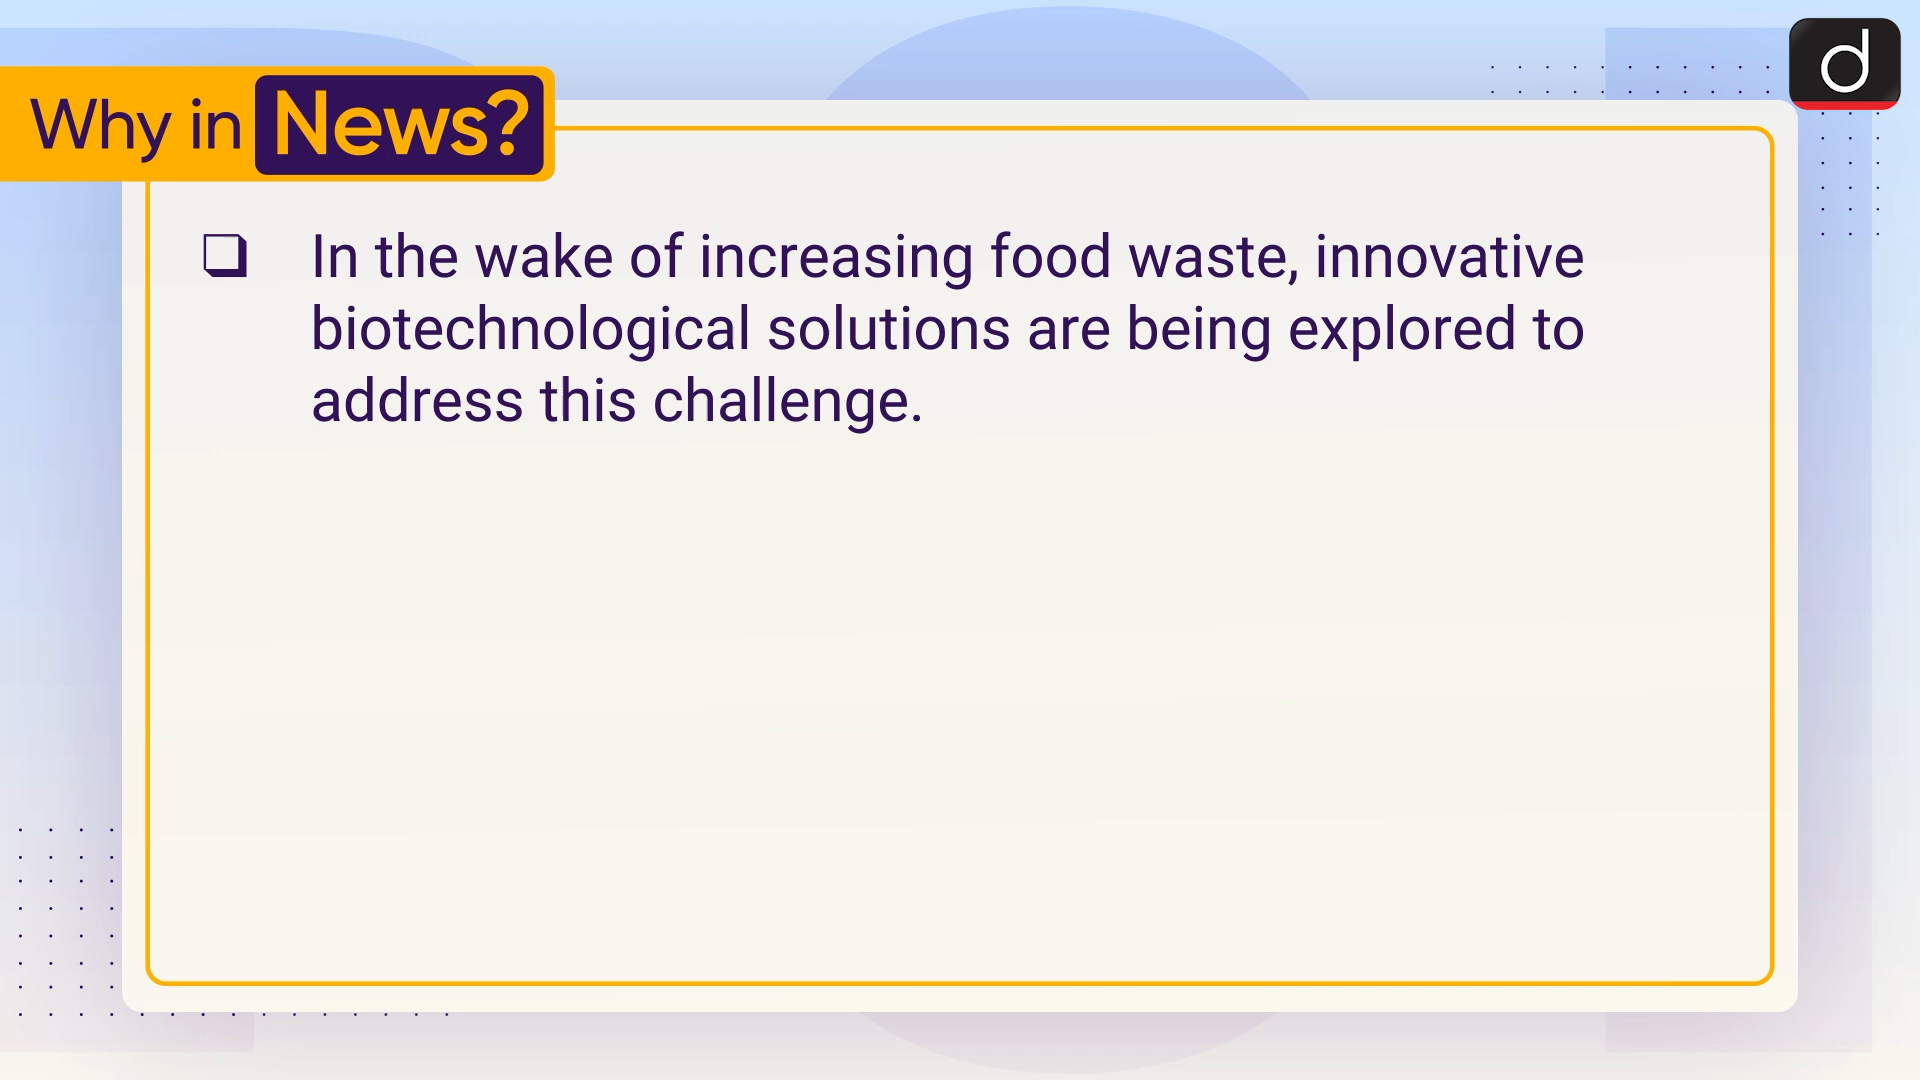 Why in News?
d
❑ In the wake of increasing food waste, innovative
biotechnological solutions are being explored to
address this challenge.